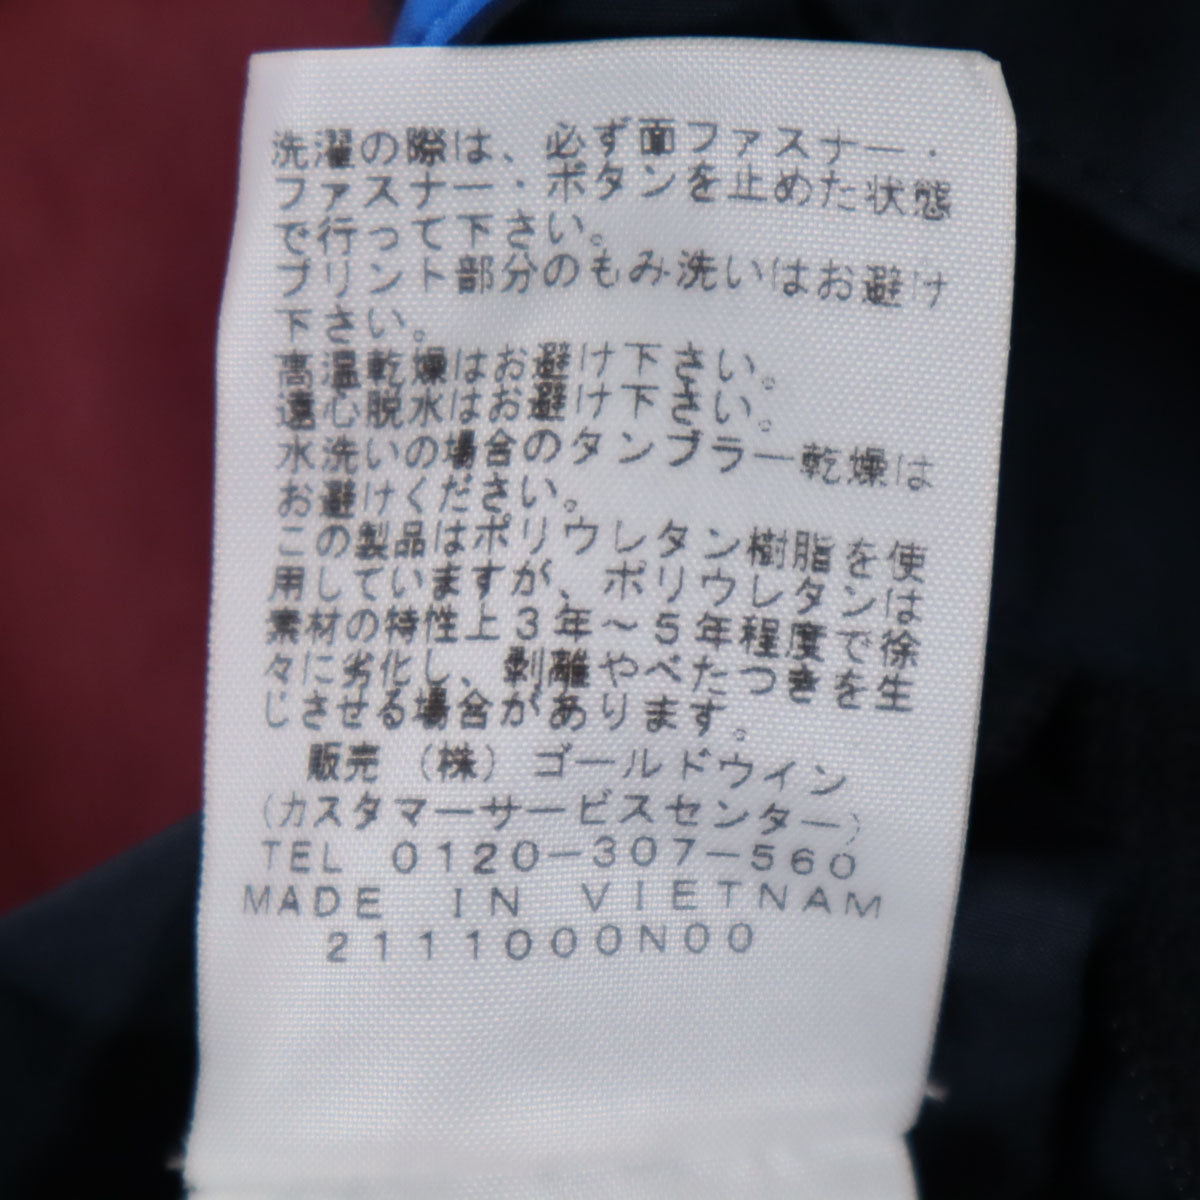 洗濯の際は、必ず面ファスナー・
ファスナー・ボタンを止めた状態
で行って下さい。
プリント部分のもみ洗いはお避け
下さい。
高温乾燥はお避け下さい。
遠心脱水はお避け下さい。
水洗いの場合のタンブラー乾燥は
お避けください。
この製品はポリウレタン樹脂を使
用していますが、ポリウレタンは
素材の特性上3年〜5年程度で徐
々に劣化し、剥離やべたつきを生
じさせる場合があります。
販売 (株) ゴールドウイン
(カスタマーサービスセンター)
TEL 0120-307-560
MADE IN VIETNAM
2111000N00